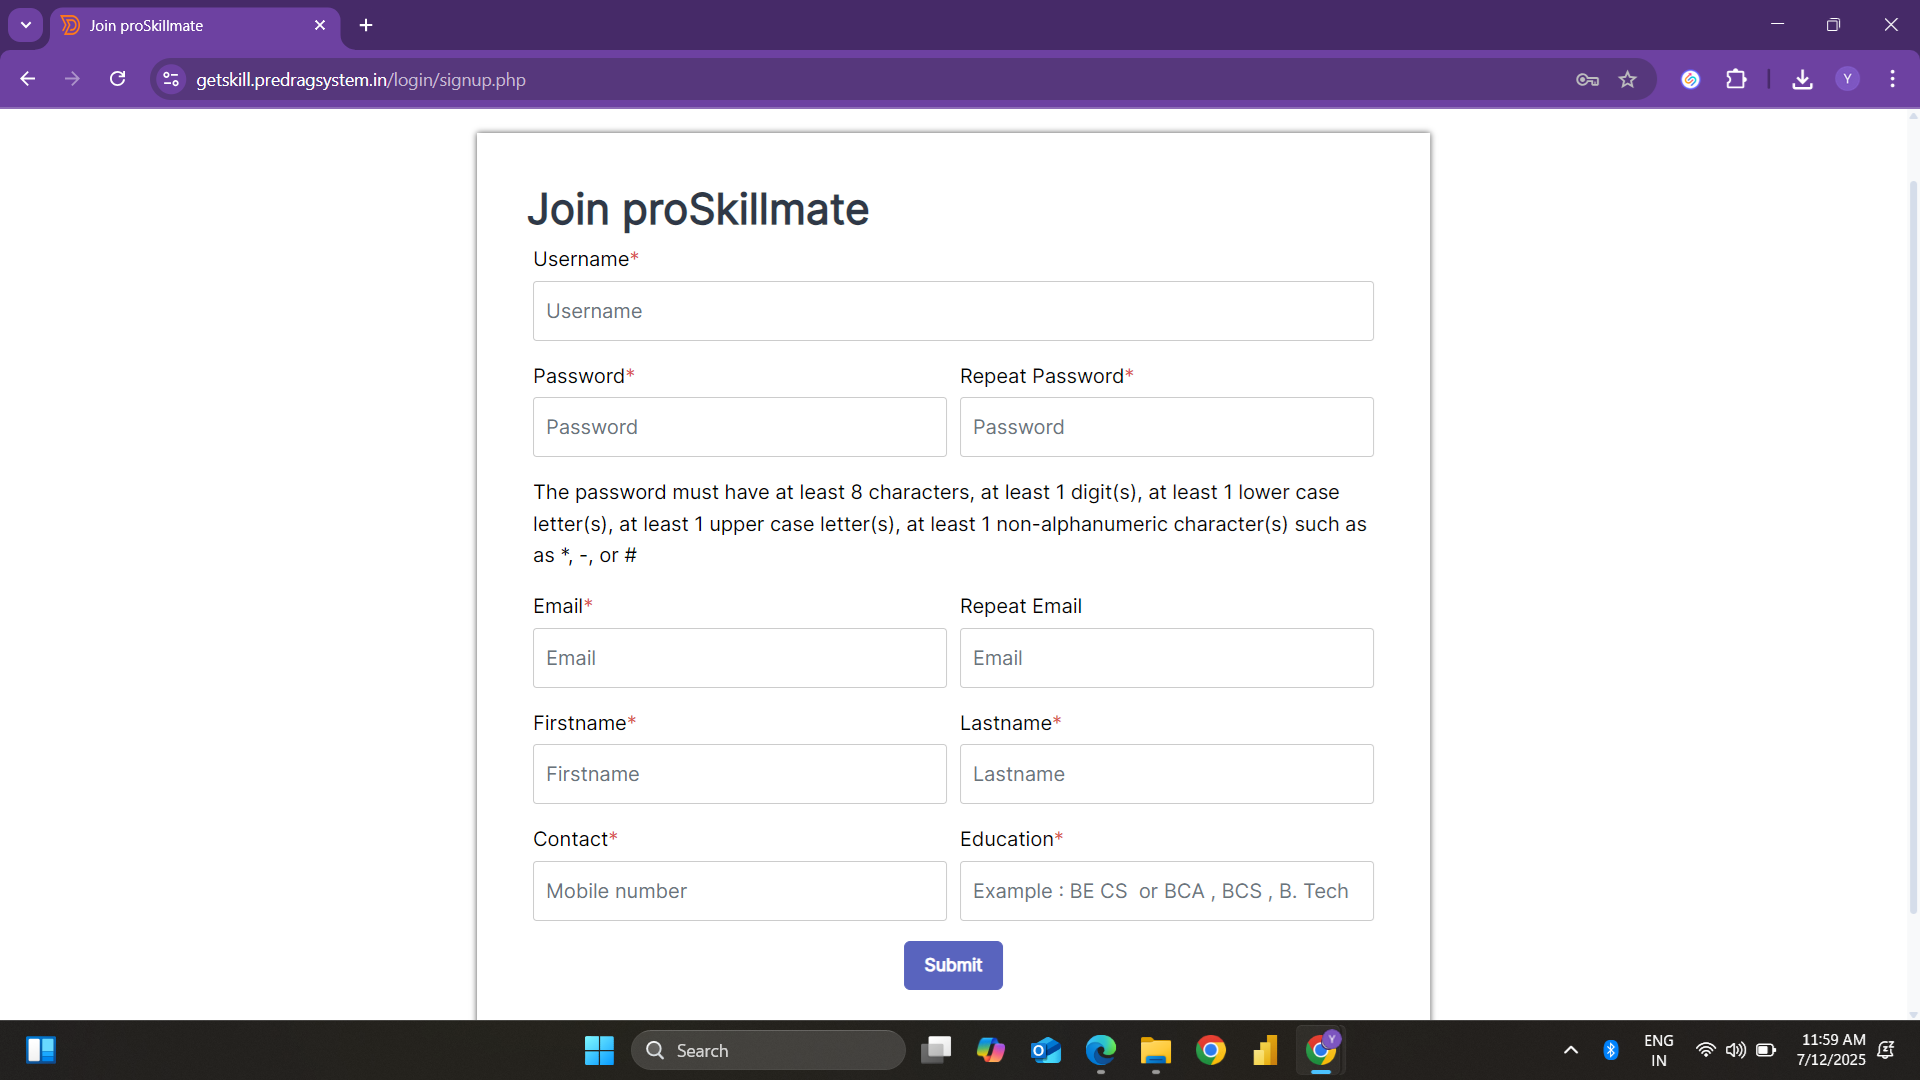 Join proSkillmate
getskill.predragsystem.in/login/signup.php
Y
Join proSkillmate
Username*
Username
Password* Repeat Password*
Password Password
The password must have at least 8 characters, at least 1 digit(s), at least 1 lower case
letter(s), at least 1 upper case letter(s), at least 1 non-alphanumeric character(s) such as
as *, -, or #
Email* Repeat Email
Email Email
Firstname* Lastname*
Firstname Lastname
Contact* Education*
Mobile number Example : BE CS  or BCA , BCS , B. Tech
Submit
Search
Y
ENG
IN
11:59 AM
7/12/2025